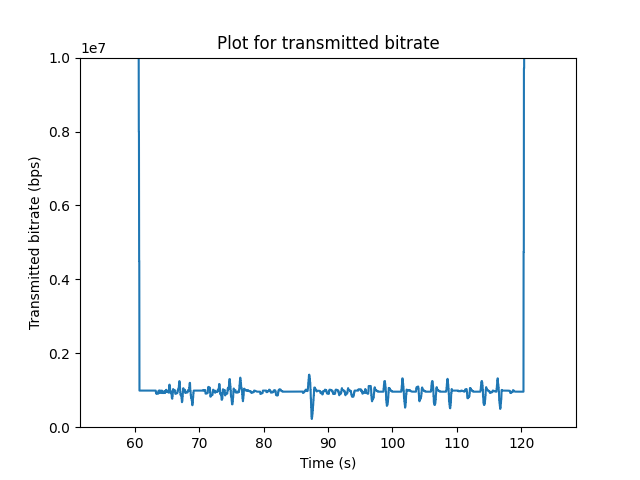 Plot for transmitted bitrate
1e7
1.0
0.8
0.6
0.4
0.2
0.0
Transmitted bitrate (bps)
60 70 80 90 100 110 120
Time (s)